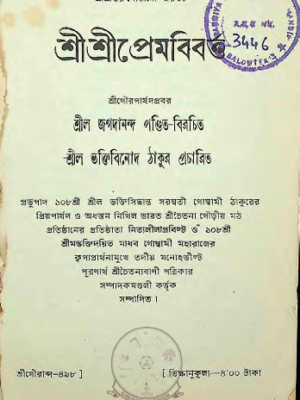 শ্রীশ্রীপ্রেমবিবর্ত্ত
3446
শ্রীগৌরপার্ষদপ্রবর
শ্রীল জগদানন্দ পণ্ডিত-বিরচিত
শ্রীল ভক্তিবিনোদ ঠাকুর প্রচারিত
প্রভুপাদ ১০৮শ্রী শ্রীল ভক্তিসিদ্ধান্ত সরস্বতী গোস্বামী ঠাকুরের
প্রিয়পার্ষদ ও অধস্তন নিখিল ভারত শ্রীচৈতন্য গৌড়ীয় মঠ
প্রতিষ্ঠানের প্রতিষ্ঠাতা নিত্যলীলাপ্রবিষ্ট ওঁ ১০৮শ্রী
শ্রীমদ্ভক্তিদয়িত মাধব গোস্বামী মহারাজের
কৃপাপ্রার্থনামুখে তদীয় মনোহভীষ্ট
পূরণার্থ শ্রীচৈতন্যবাণী পত্রিকার
সম্পাদকমণ্ডলী কর্ত্তৃক
সম্পাদিত।
শ্রীগৌরাব্দ—৪৯৮ ] [ ভিক্ষানুকূল্য—৪'০০ টাকা